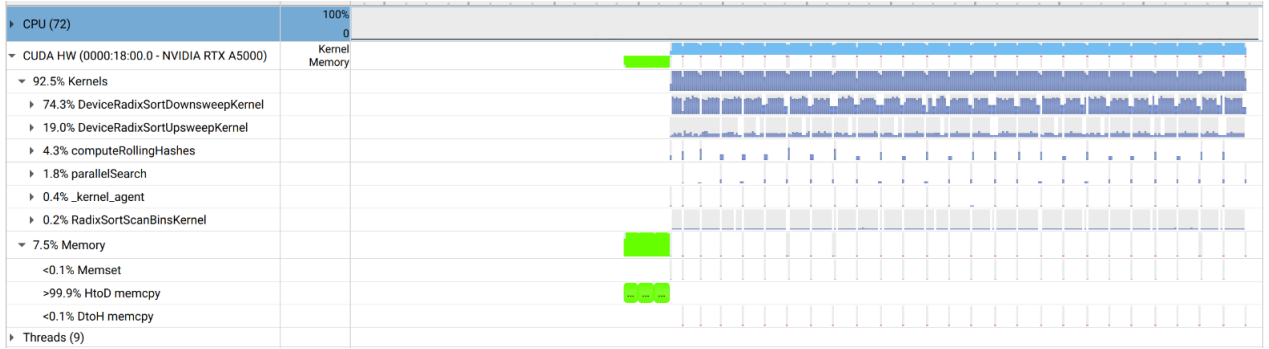 CPU (72)
100%
0
CUDA HW (0000:18:00.0 - NVIDIA RTX A5000)
Kernel
Memory
92.5% Kernels
74.3% DeviceRadixSortDownsweepKernel
19.0% DeviceRadixSortUpsweepKernel
4.3% computeRollingHashes
1.8% parallelSearch
0.4% _kernel_agent
0.2% RadixSortScanBinsKernel
7.5% Memory
<0.1% Memset
>99.9% HtoD memcpy
... ... ...
<0.1% DtoH memcpy
Threads (9)